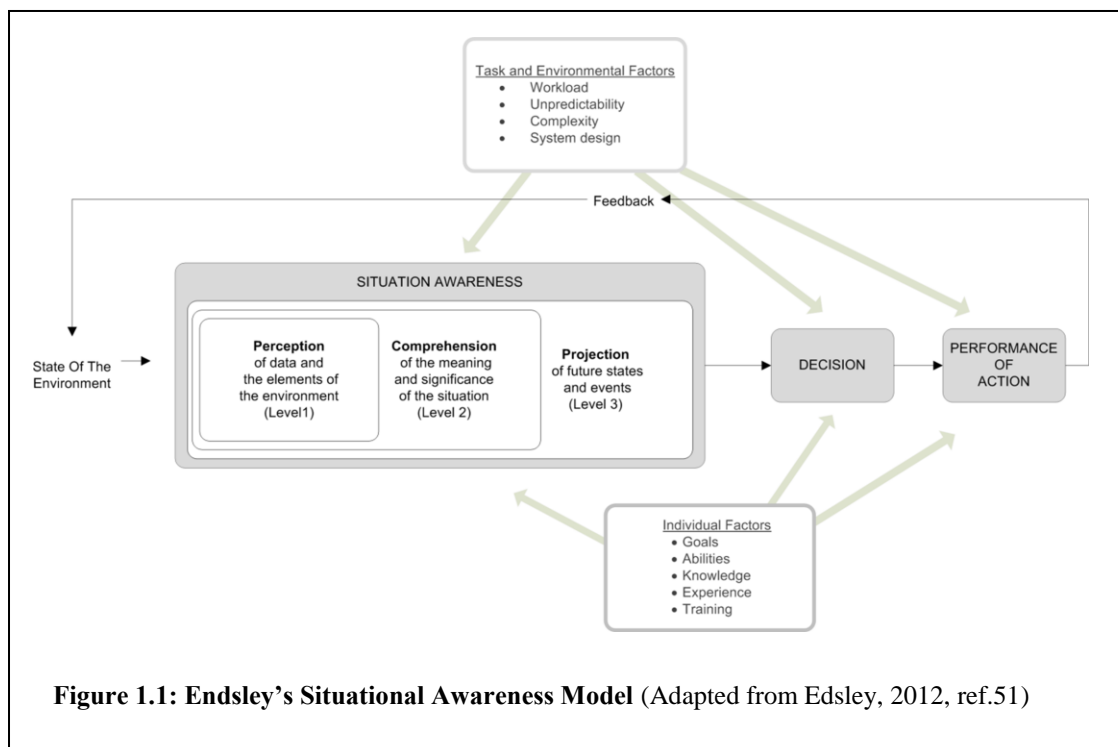 Task and Environmental Factors
• Workload
• Unpredictability
• Complexity
• System design
Feedback
SITUATION AWARENESS
State Of The
Environment
Perception
of data and
the elements of
the environment
(Level1)
Comprehension
of the meaning
and significance
of the situation
(Level 2)
Projection
of future states
and events
(Level 3)
DECISION
PERFORMANCE
OF
ACTION
Individual Factors
• Goals
• Abilities
• Knowledge
• Experience
• Training
Figure 1.1: Endsley’s Situational Awareness Model (Adapted from Edsley, 2012, ref.51)